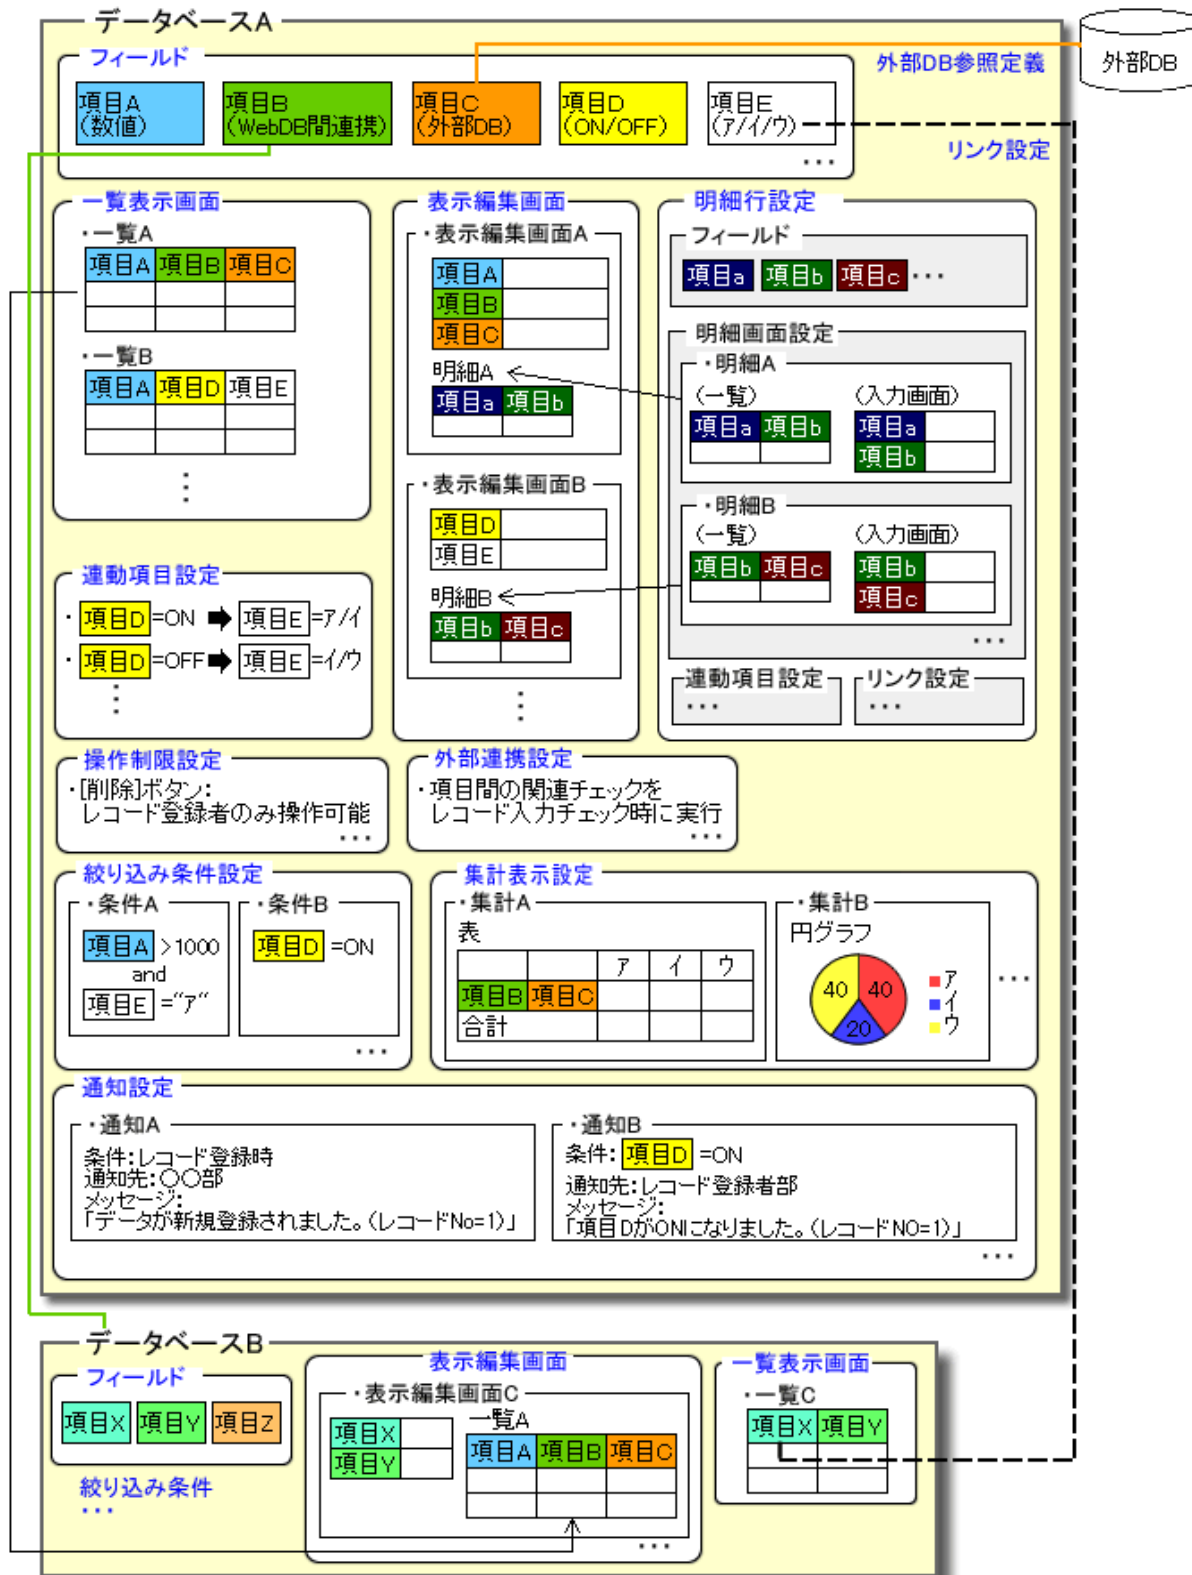 データベースA
フィールド
外部DB参照定義
外部DB
項目A
(数値)
項目B
(WebDB間連携)
項目C
(外部DB)
項目D
(ON/OFF)
項目E
(ア/イ/ウ)
...
リンク設定
一覧表示画面
・一覧A
項目A 項目B 項目C
・一覧B
項目A 項目D 項目E
⋮
表示編集画面
・表示編集画面A
項目A
項目B
項目C
明細A
項目a 項目b
・表示編集画面B
項目D
項目E
明細B
項目b 項目c
⋮
明細行設定
フィールド
項目a 項目b 項目c ...
明細画面設定
・明細A
(一覧) (入力画面)
項目a 項目b
項目a
項目b
・明細B
(一覧) (入力画面)
項目b 項目c
項目b
項目c
...
連動項目設定
...
リンク設定
...
連動項目設定
・項目D=ON ➡ 項目E=ア/イ
・項目D=OFF➡ 項目E=イ/ウ
⋮
操作制限設定
・[削除]ボタン:
レコード登録者のみ操作可能
...
外部連携設定
・項目間の関連チェックを
レコード入力チェック時に実行
...
絞り込み条件設定
・条件A
項目A >1000
and
項目E ="ア"
・条件B
項目D =ON
...
集計表示設定
・集計A
表
ア イ ウ
項目B 項目C
合計
・集計B
円グラフ
40 40
20
ア
イ
ウ
...
通知設定
・通知A
条件:レコード登録時
通知先:〇〇部
メッセージ:
「データが新規登録されました。(レコードNo=1)」
・通知B
条件: 項目D =ON
通知先:レコード登録者部
メッセージ:
「項目DがONになりました。(レコードNO=1)」
...
データベースB
フィールド
項目X 項目Y 項目Z
絞り込み条件
...
表示編集画面
・表示編集画面C
項目X
項目Y
一覧A
項目A 項目B 項目C
...
一覧表示画面
・一覧C
項目X 項目Y